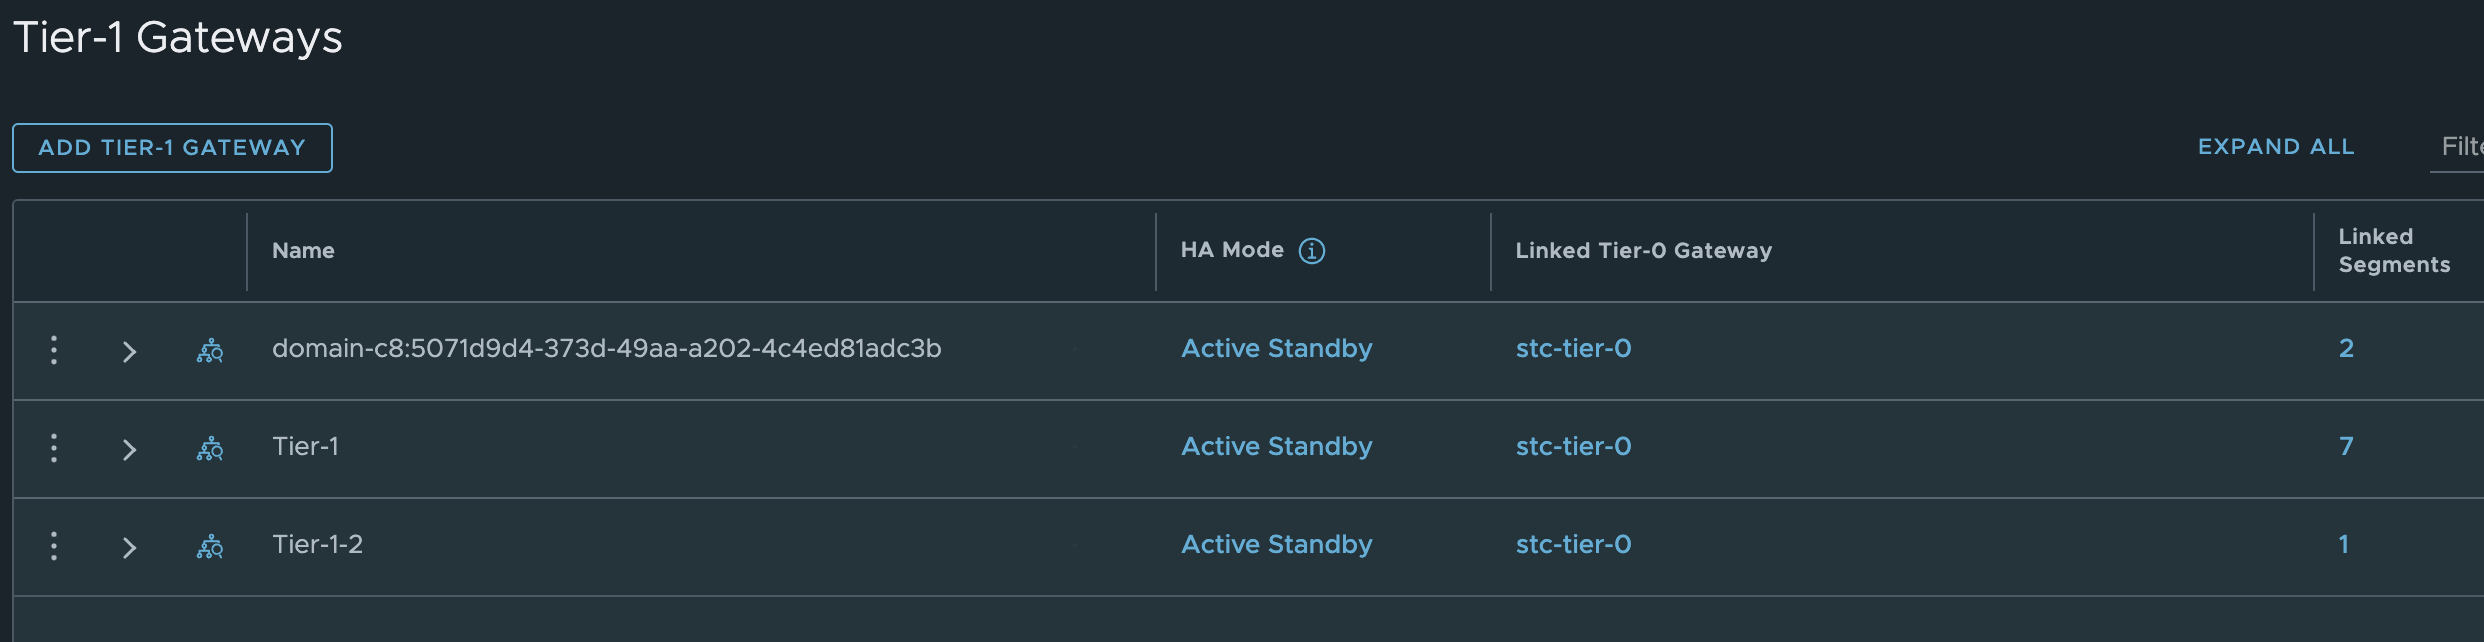 Tier-1 Gateways
ADD TIER-1 GATEWAY
EXPAND ALL
Name
HA Mode
Linked Tier-0 Gateway
Linked
Segments
domain-c8:5071d9d4-373d-49aa-a202-4c4ed81adc3b
Active Standby
stc-tier-0
2
Tier-1
Active Standby
stc-tier-0
7
Tier-1-2
Active Standby
stc-tier-0
1